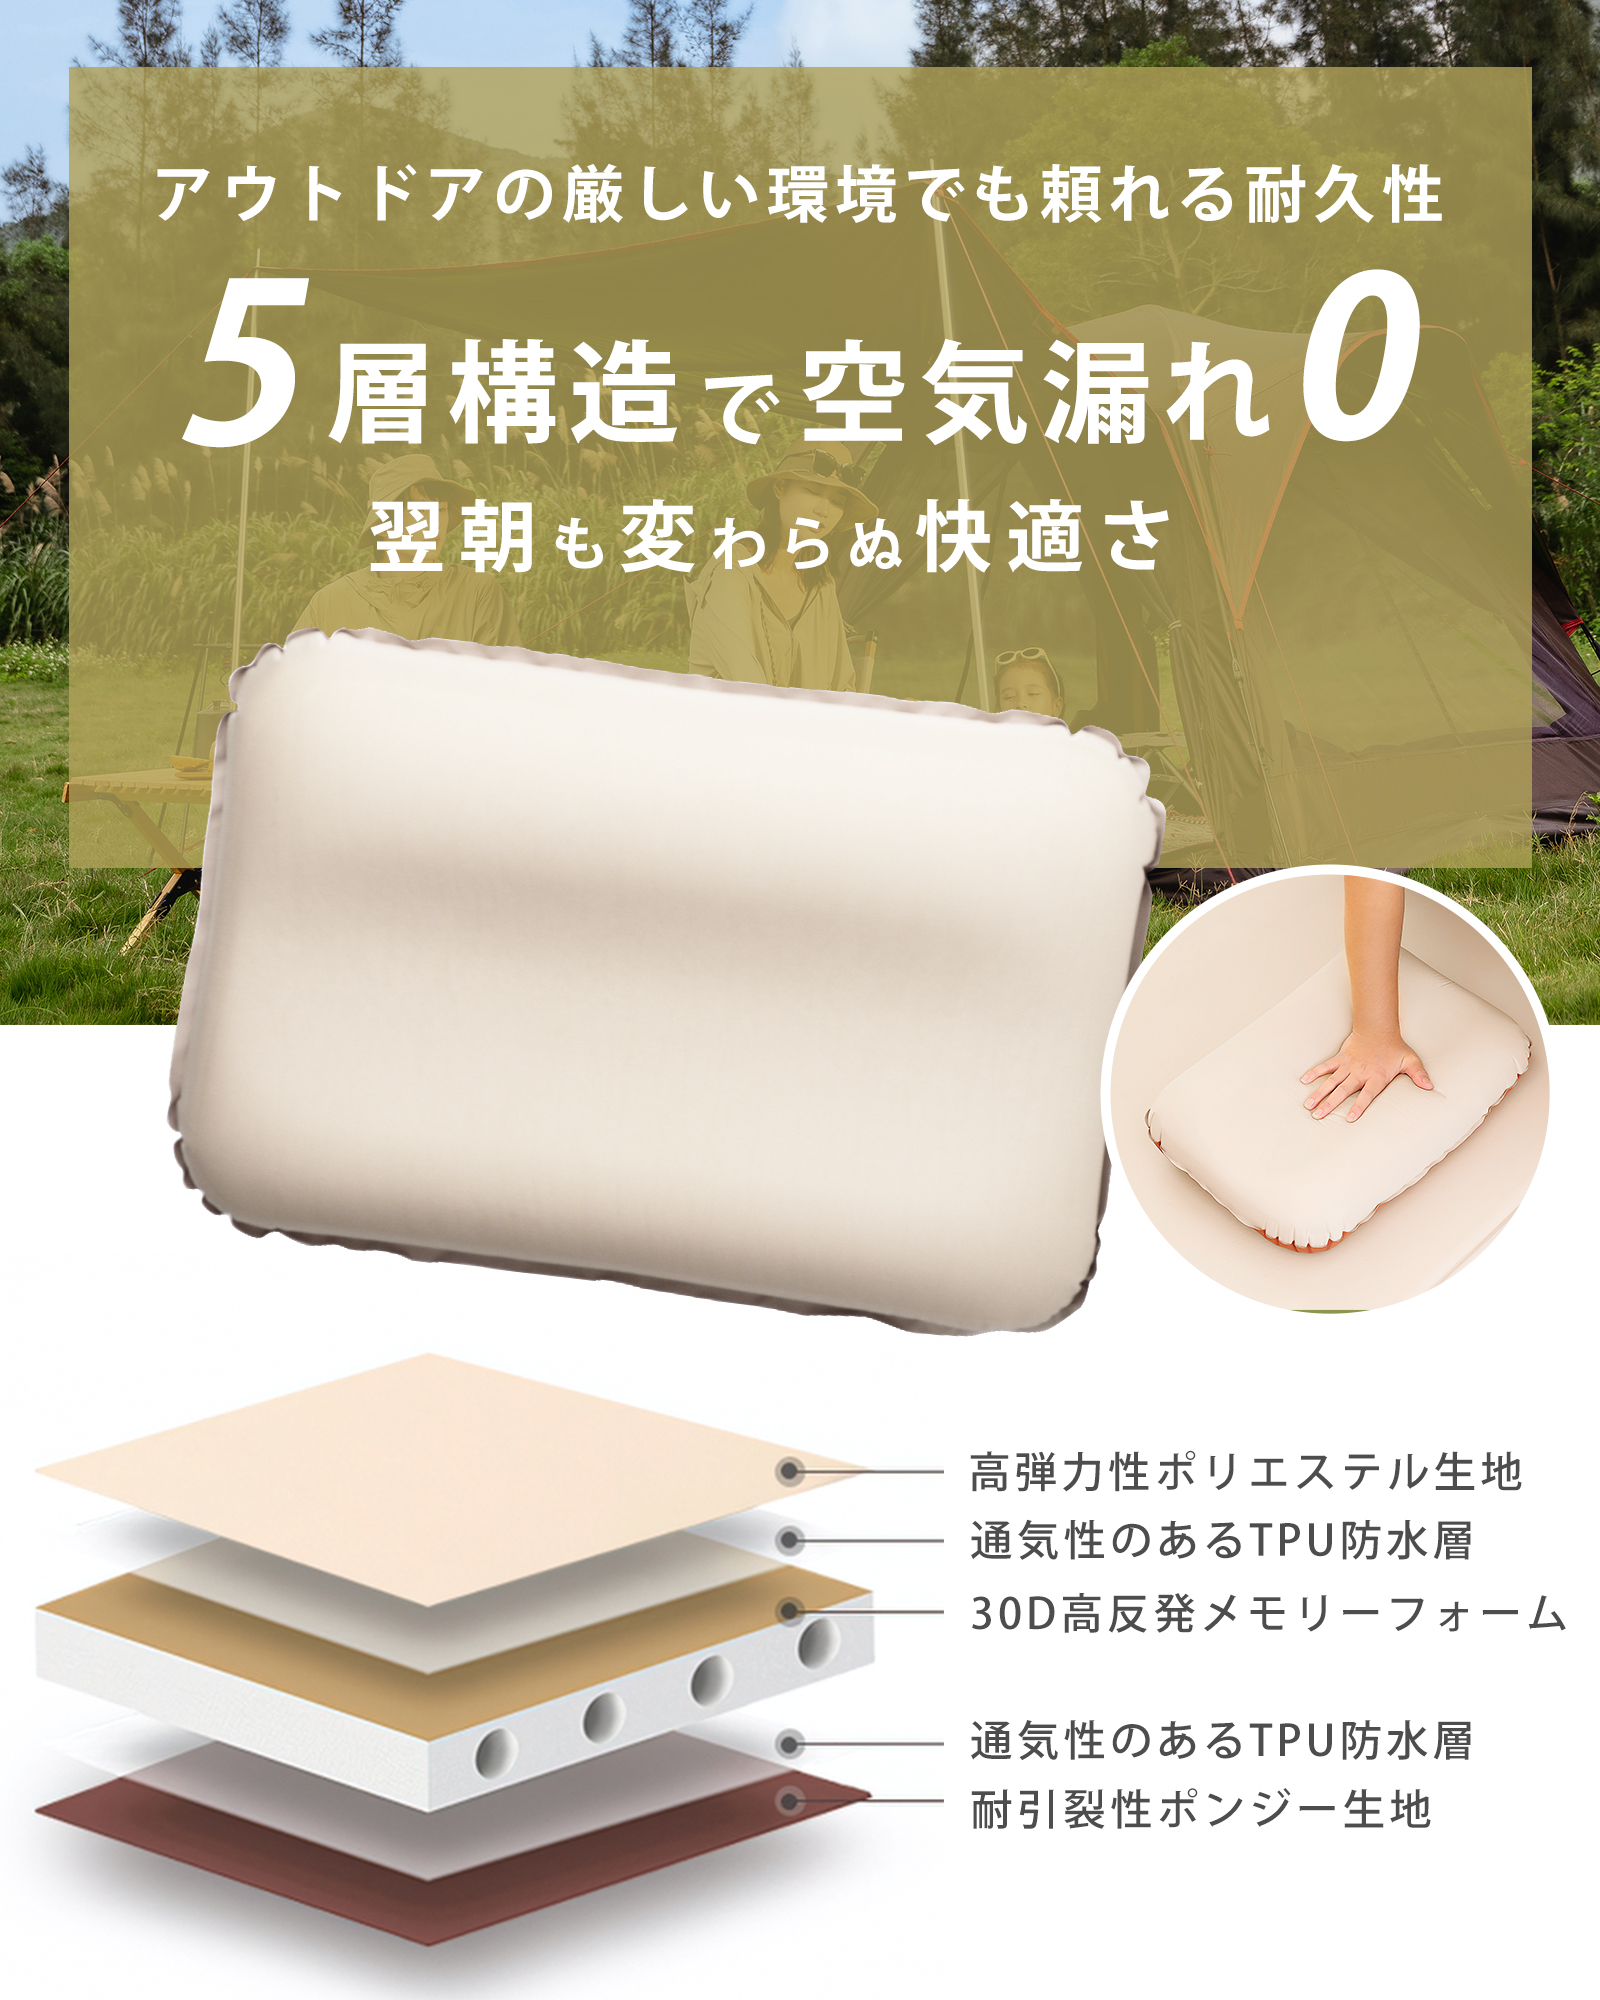 アウトドアの厳しい環境でも頼れる耐久性
5層構造で空気漏れ0
翌朝も変わらぬ快適さ
高弾力性ポリエステル生地
通気性のあるTPU防水層
30D高反発メモリーフォーム
通気性のあるTPU防水層
耐引裂性ポンジー生地